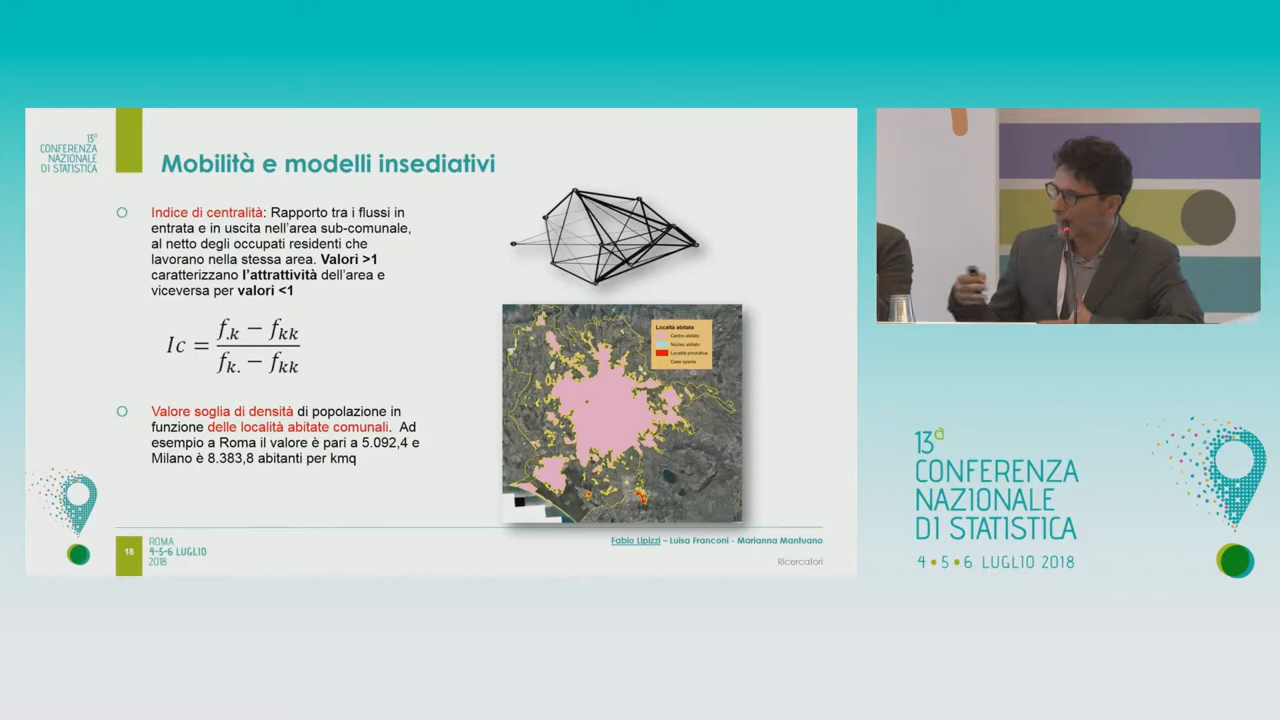 13ª
CONFERENZA
NAZIONALE
DI STATISTICA
Mobilità e modelli insediativi
Indice di centralità: Rapporto tra i flussi in
entrata e in uscita nell'area sub-comunale,
al netto degli occupati residenti che
lavorano nella stessa area. Valori >1
caratterizzano l'attrattività dell'area e
viceversa per valori <1
Ic = (f.k − fkk) / (fk. − fkk)
Valore soglia di densità di popolazione in
funzione delle località abitate comunali. Ad
esempio a Roma il valore è pari a 5.092,4 e
Milano è 8.383,8 abitanti per kmq
Località abitata
Centro abitato
Nucleo abitato
Località produttiva
Case sparse
18
ROMA
4-5-6 LUGLIO
2018
Fabio Lipizzi – Luisa Franconi - Marianna Mantuano
Ricercatori
13ª
CONFERENZA
NAZIONALE
DI STATISTICA
4 • 5 • 6 LUGLIO 2018